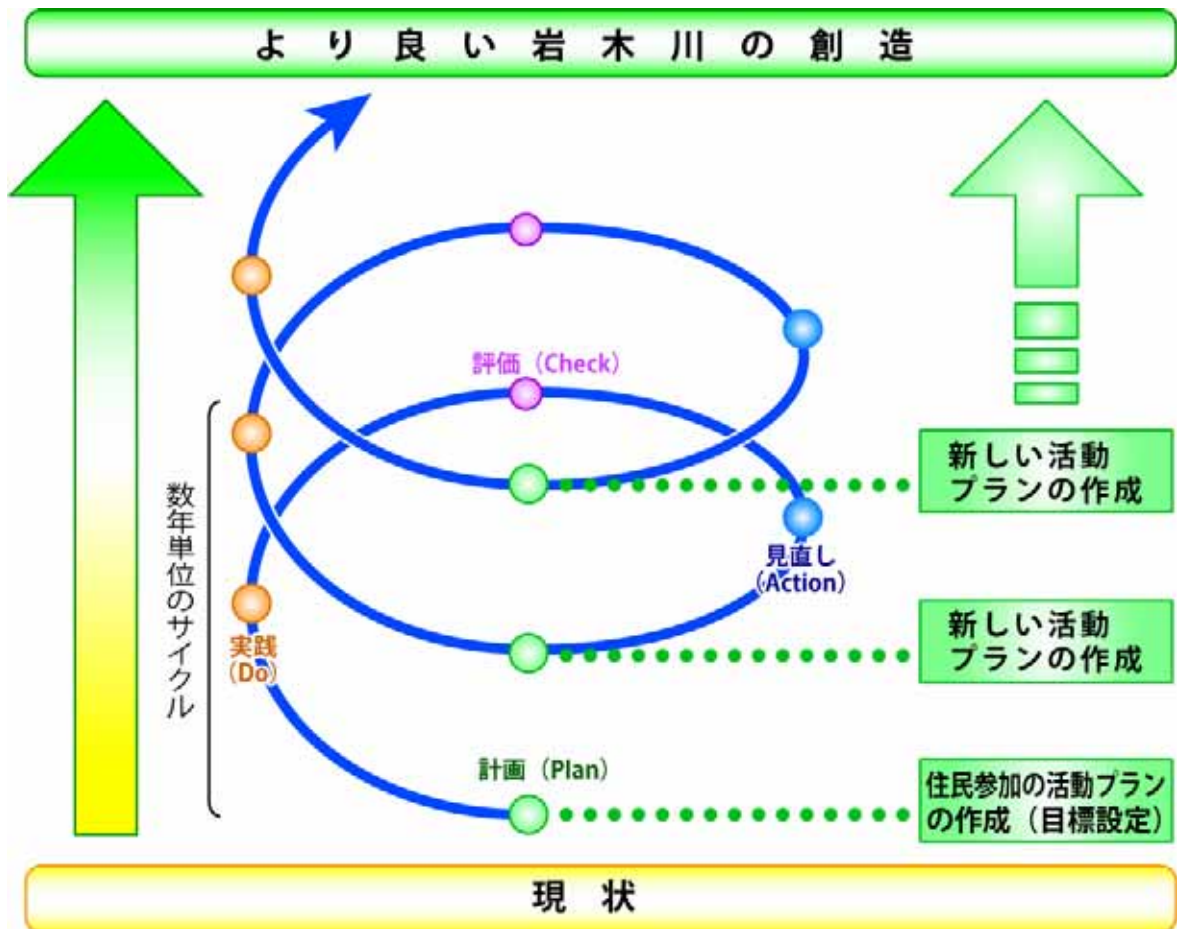 より良い岩木川の創造
評価（Check）
新しい活動
プランの作成
数年単位のサイクル
見直し
（Action）
実践
（Do）
新しい活動
プランの作成
計画（Plan）
住民参加の活動プラン
の作成（目標設定）
現状